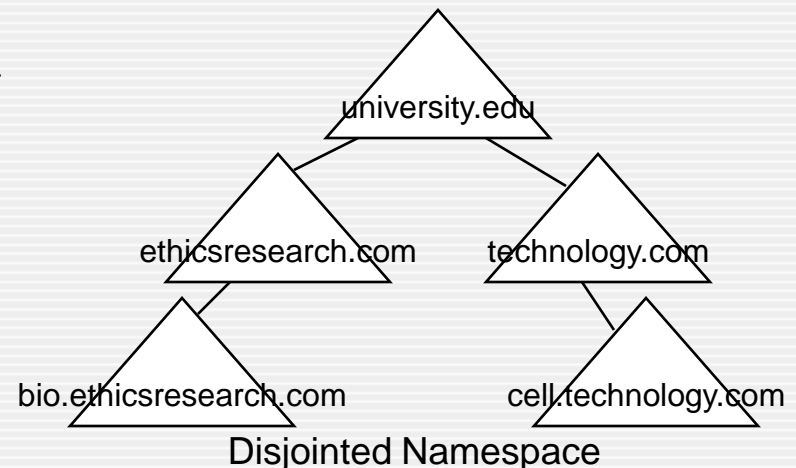 university.edu
ethicsresearch.com technology.com
bio.ethicsresearch.com cell.technology.com
Disjointed Namespace